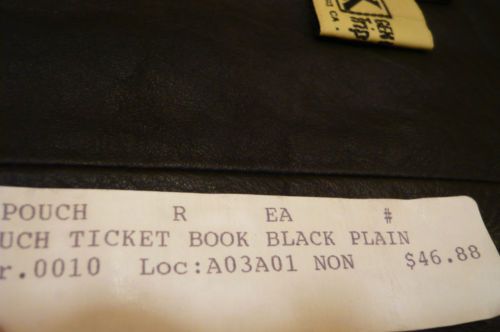 POUCH R EA #
UCH TICKET BOOK BLACK PLAIN
r.0010 Loc:A03A01 NON $46.88